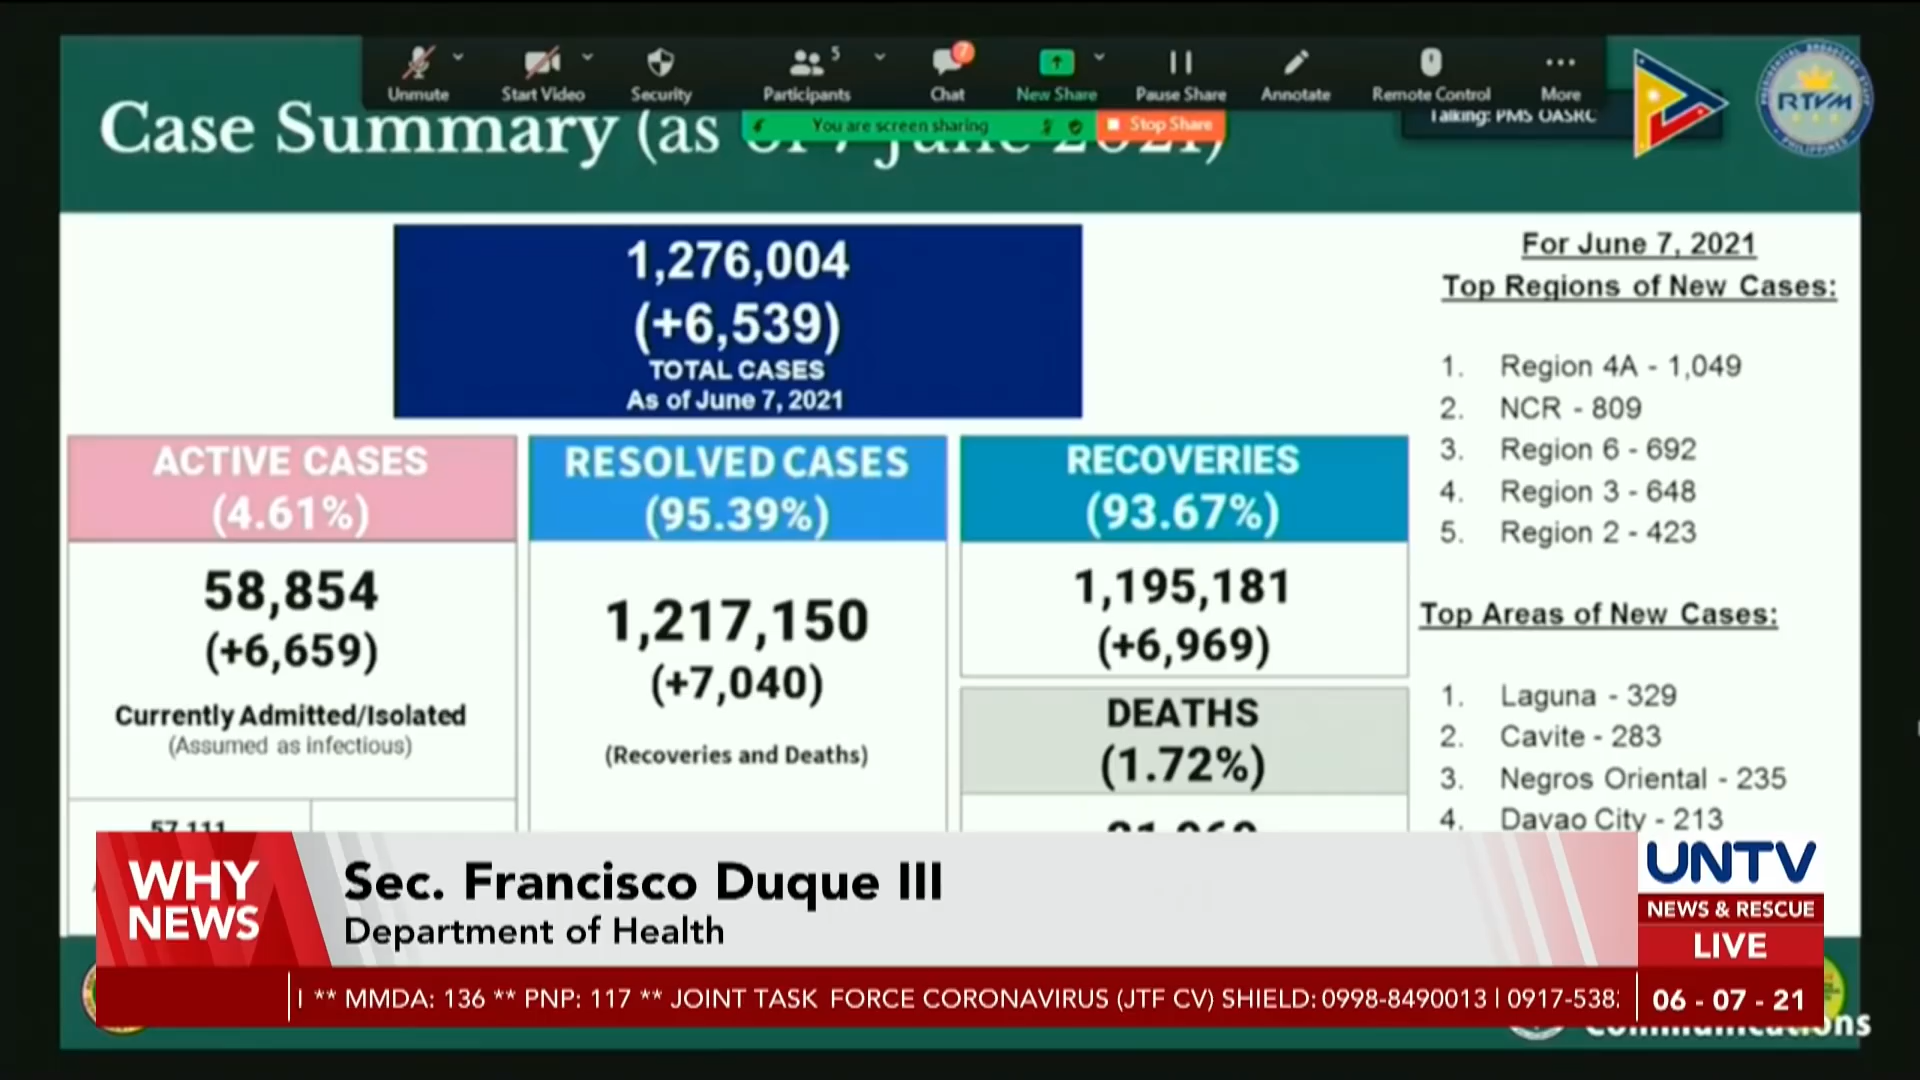 Unmute
Start Video
Security
Participants 5
Chat 7
New Share
Pause Share
Annotate
Remote Control
More
You are screen sharing
Stop Share
Talking: PMS OASRC
RTVM
Case Summary (as of 7 June 2021)
1,276,004
(+6,539)
TOTAL CASES
As of June 7, 2021
ACTIVE CASES
(4.61%)
58,854
(+6,659)
Currently Admitted/Isolated
(Assumed as infectious)
57,111
RESOLVED CASES
(95.39%)
1,217,150
(+7,040)
(Recoveries and Deaths)
RECOVERIES
(93.67%)
1,195,181
(+6,969)
DEATHS
(1.72%)
For June 7, 2021
Top Regions of New Cases:
1. Region 4A - 1,049
2. NCR - 809
3. Region 6 - 692
4. Region 3 - 648
5. Region 2 - 423
Top Areas of New Cases:
1. Laguna - 329
2. Cavite - 283
3. Negros Oriental - 235
4. Davao City - 213
WHY
NEWS
Sec. Francisco Duque III
Department of Health
UNTV
NEWS & RESCUE
LIVE
I ** MMDA: 136 ** PNP: 117 ** JOINT TASK FORCE CORONAVIRUS (JTF CV) SHIELD: 0998-8490013 | 0917-538
06 - 07 - 21